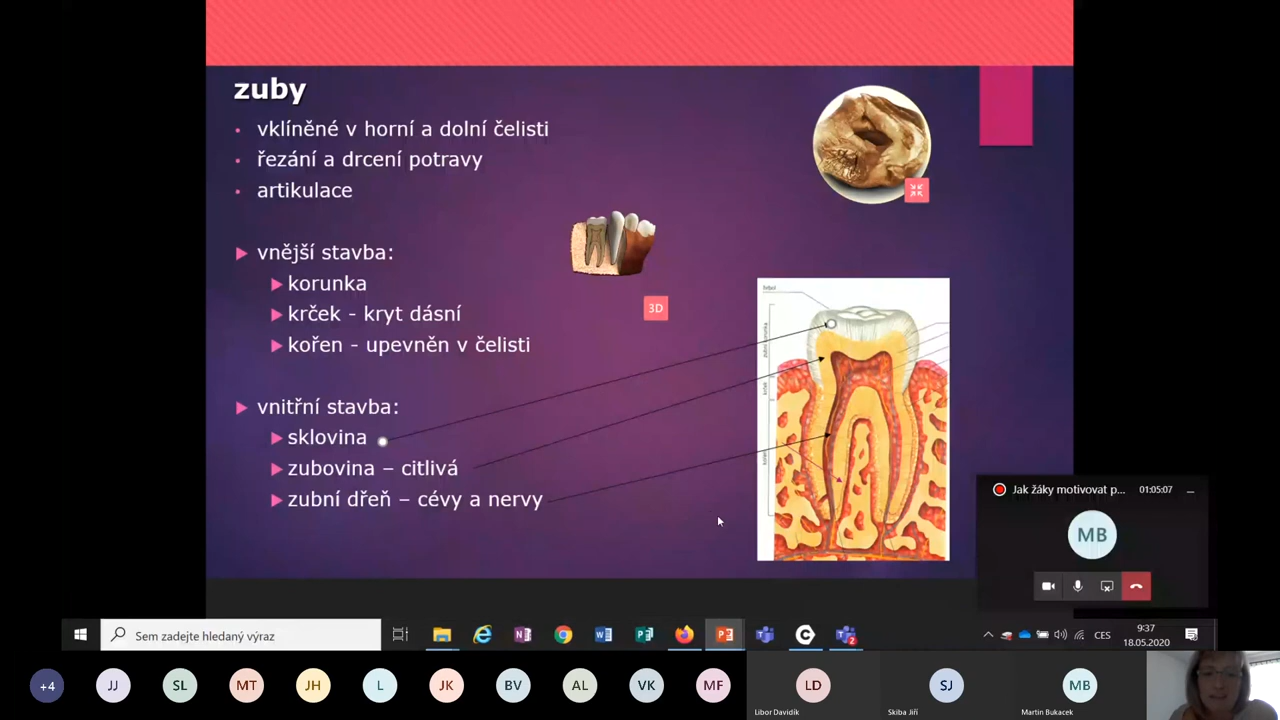 zuby
vklíněné v horní a dolní čelisti
řezání a drcení potravy
artikulace
vnější stavba:
korunka
krček - kryt dásní
kořen - upevněn v čelisti
vnitřní stavba:
sklovina
zubovina – citlivá
zubní dřeň – cévy a nervy
3D
Jak žáky motivovat p...
01:05:07
MB
Sem zadejte hledaný výraz
CES
9:37
18.05.2020
+4
JJ
SL
MT
JH
L
JK
BV
AL
VK
MF
LD
SJ
MB
Libor Davidík
Skiba Jiří
Martin Bukacek